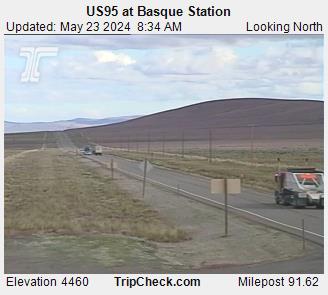 US95 at Basque Station
Updated: May 23 2024  8:34 AM
Looking North
Elevation 4460
TripCheck.com
Milepost 91.62